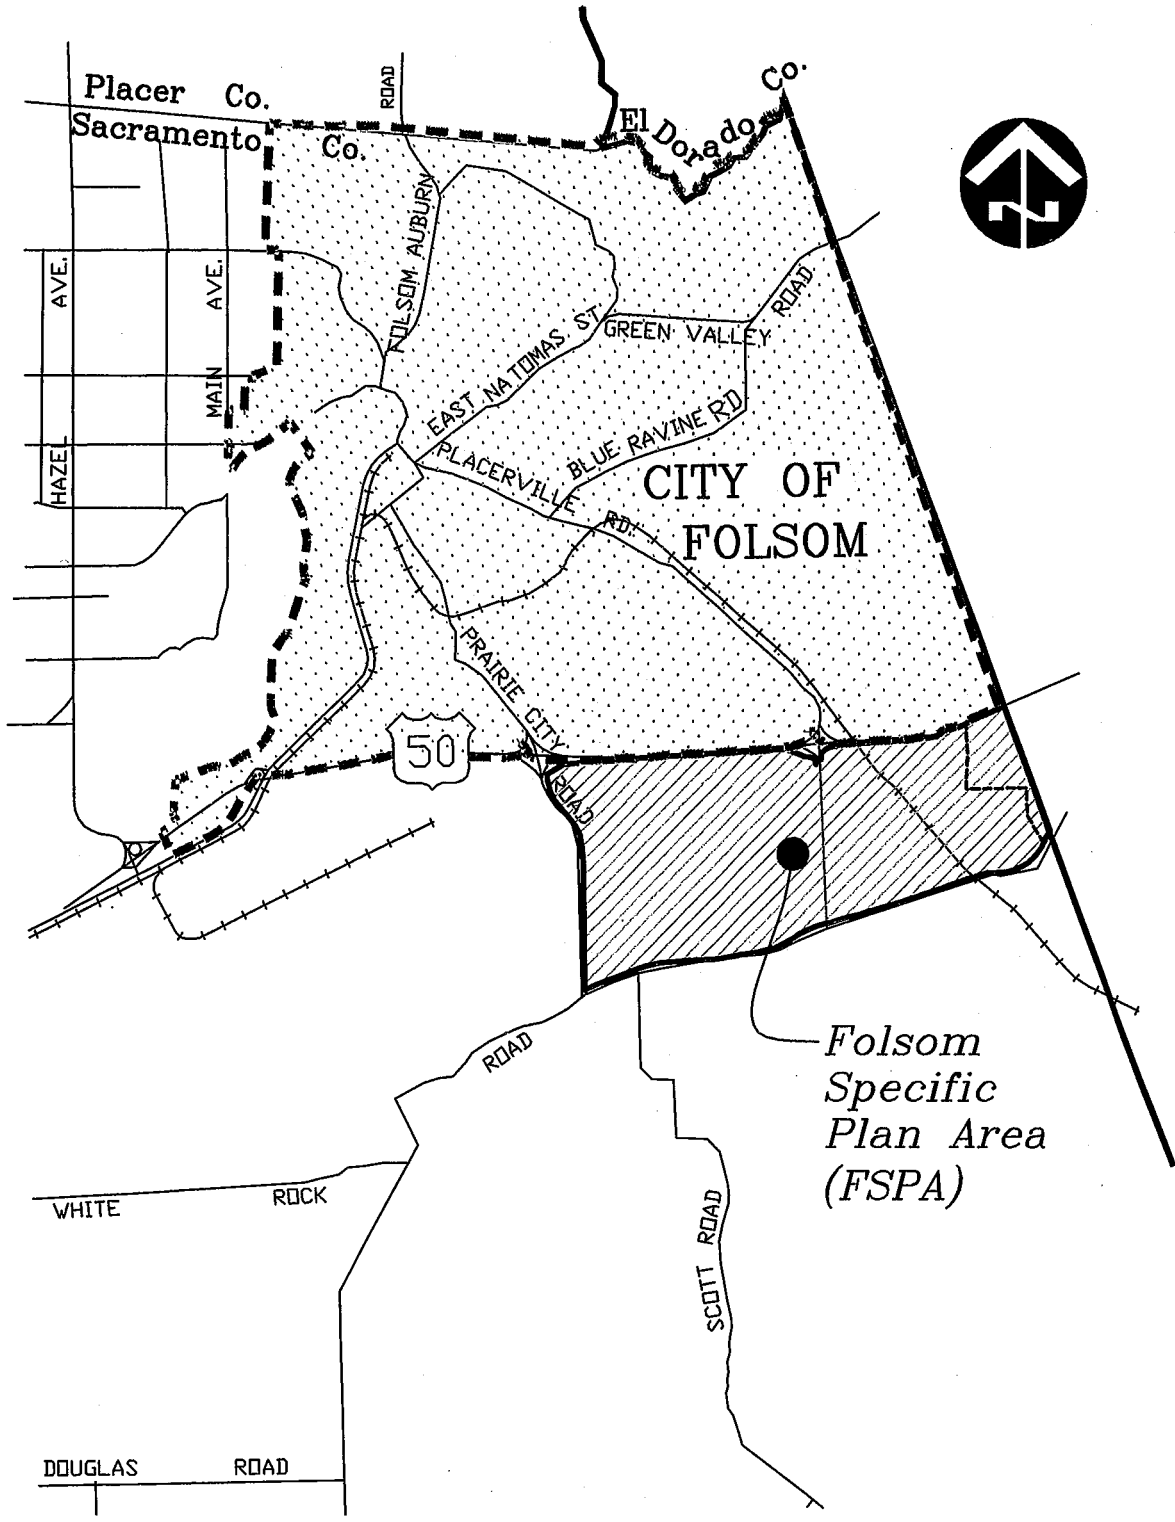 Placer Co.
Sacramento Co.
El Dorado Co.
ROAD
FOLSOM AUBURN
HAZEL AVE.
MAIN AVE.
EAST NATOMAS ST.
GREEN VALLEY ROAD
BLUE RAVINE RD
PLACERVILLE RD.
CITY OF
FOLSOM
PRAIRIE CITY
ROAD
50
N
Folsom
Specific
Plan Area
(FSPA)
ROAD
WHITE ROCK
SCOTT ROAD
DOUGLAS ROAD